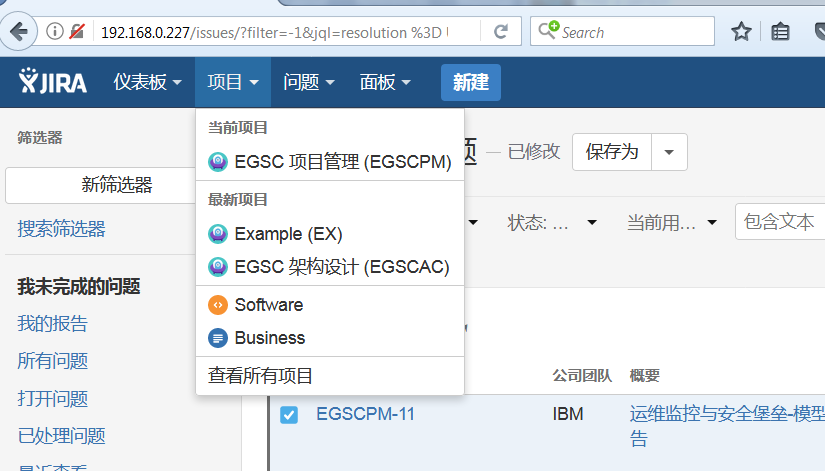 192.168.0.227/issues/?filter=-1&jql=resolution %3D
Search
JIRA 仪表板 项目 问题 面板 新建
筛选器
新筛选器
搜索筛选器
我未完成的问题
我的报告
所有问题
打开问题
已处理问题
最近查看
当前项目
EGSC 项目管理 (EGSCPM)
最新项目
Example (EX)
EGSC 架构设计 (EGSCAC)
Software
Business
查看所有项目
题 — 已修改 保存为
状态: ... 当前用... 包含文本
公司团队 概要
EGSCPM-11 IBM 运维监控与安全堡垒-模型
告